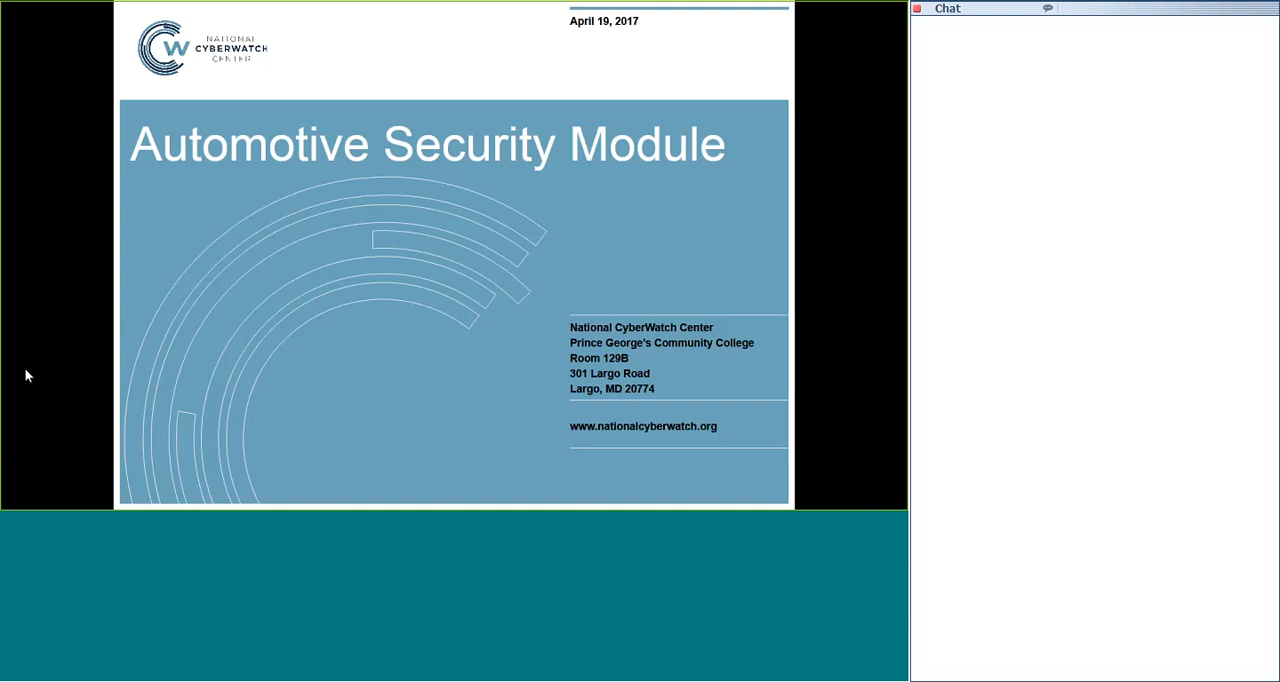 April 19, 2017
NATIONAL
CYBERWATCH
CENTER
Automotive Security Module
National CyberWatch Center
Prince George's Community College
Room 129B
301 Largo Road
Largo, MD 20774
www.nationalcyberwatch.org
Chat